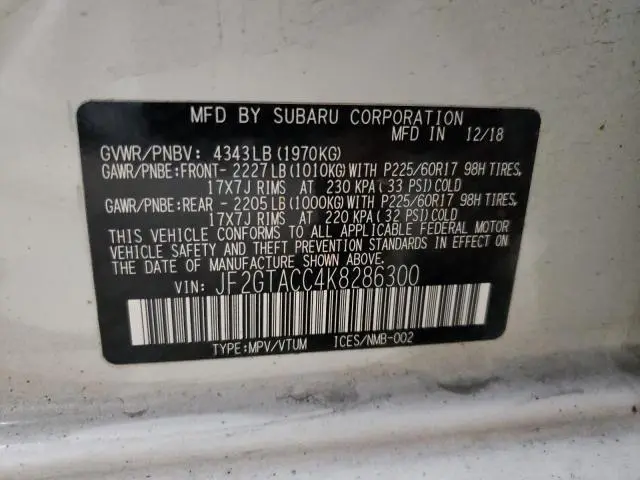 MFD BY SUBARU CORPORATION
MFD IN 12/18
GVWR/PNBV: 4343LB (1970KG)
GAWR/PNBE:FRONT- 2227LB (1010KG) WITH P225/60R17 98H TIRES,
17X7J RIMS AT 230 KPA (33 PSI) COLD
GAWR/PNBE:REAR - 2205LB (1000KG) WITH P225/60R17 98H TIRES,
17X7J RIMS AT 220 KPA (32 PSI) COLD
THIS VEHICLE CONFORMS TO ALL APPLICABLE FEDERAL MOTOR
VEHICLE SAFETY AND THEFT PREVENTION STANDARDS IN EFFECT ON
THE DATE OF MANUFACTURE SHOWN ABOVE.
VIN: JF2GTACC4K8286300
TYPE:MPV/VTUM ICES/NMB-002